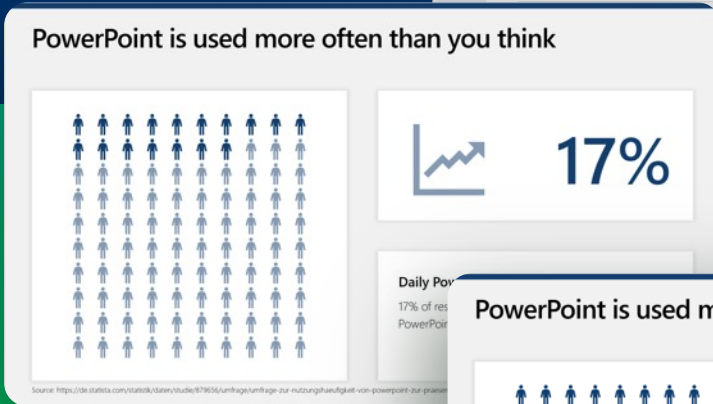 PowerPoint is used more often than you think
17%
Daily Pow
17% of res
PowerPoin
Source: https://de.statista.com/statistik/daten/studie/879656/umfrage/umfrage-zur-nutzungshaeufigkeit-von-powerpoint-zur-praesen
PowerPoint is used m